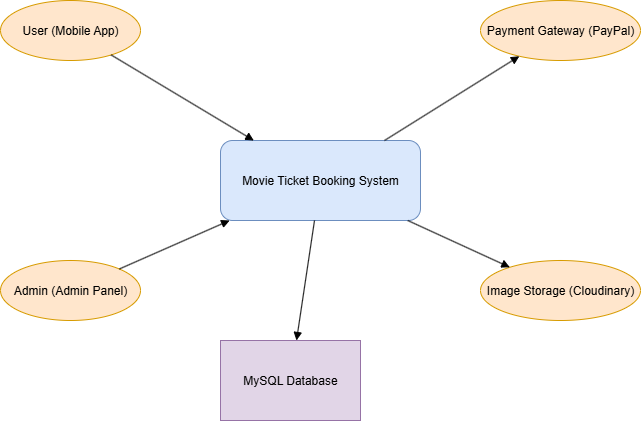 User (Mobile App)
Payment Gateway (PayPal)
Movie Ticket Booking System
Admin (Admin Panel)
Image Storage (Cloudinary)
MySQL Database